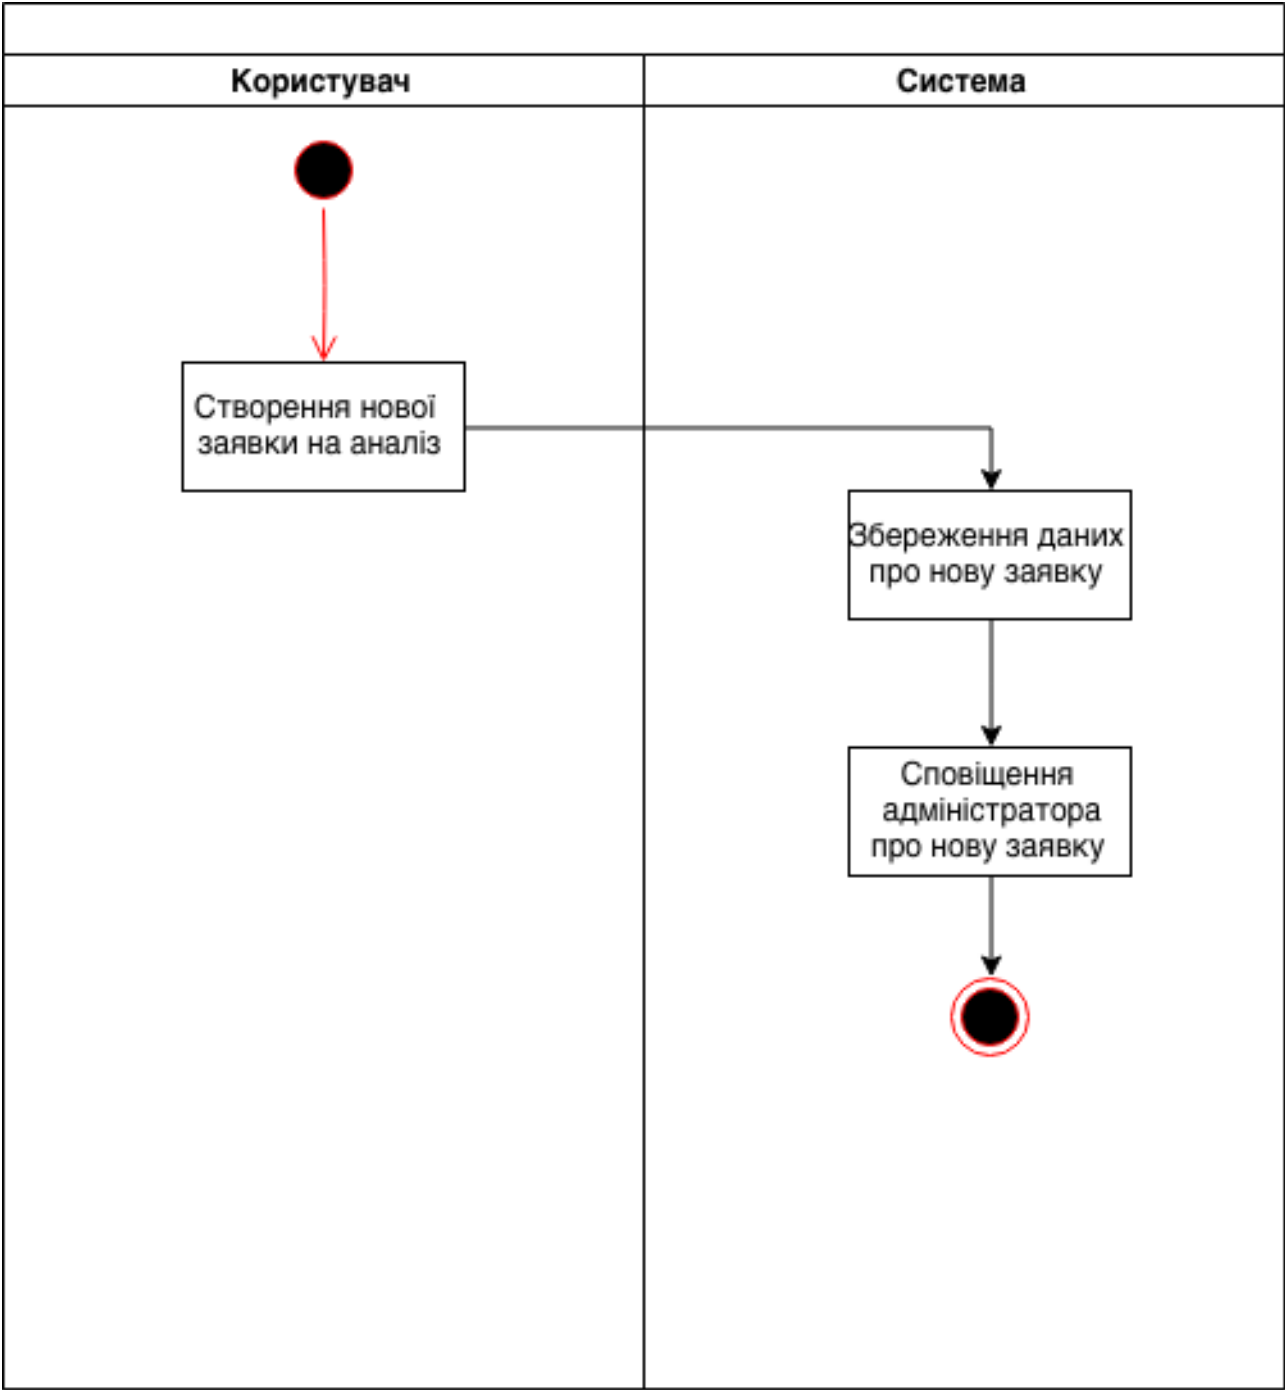 Користувач
Система
Створення нової
заявки на аналіз
Збереження даних
про нову заявку
Сповіщення
адміністратора
про нову заявку